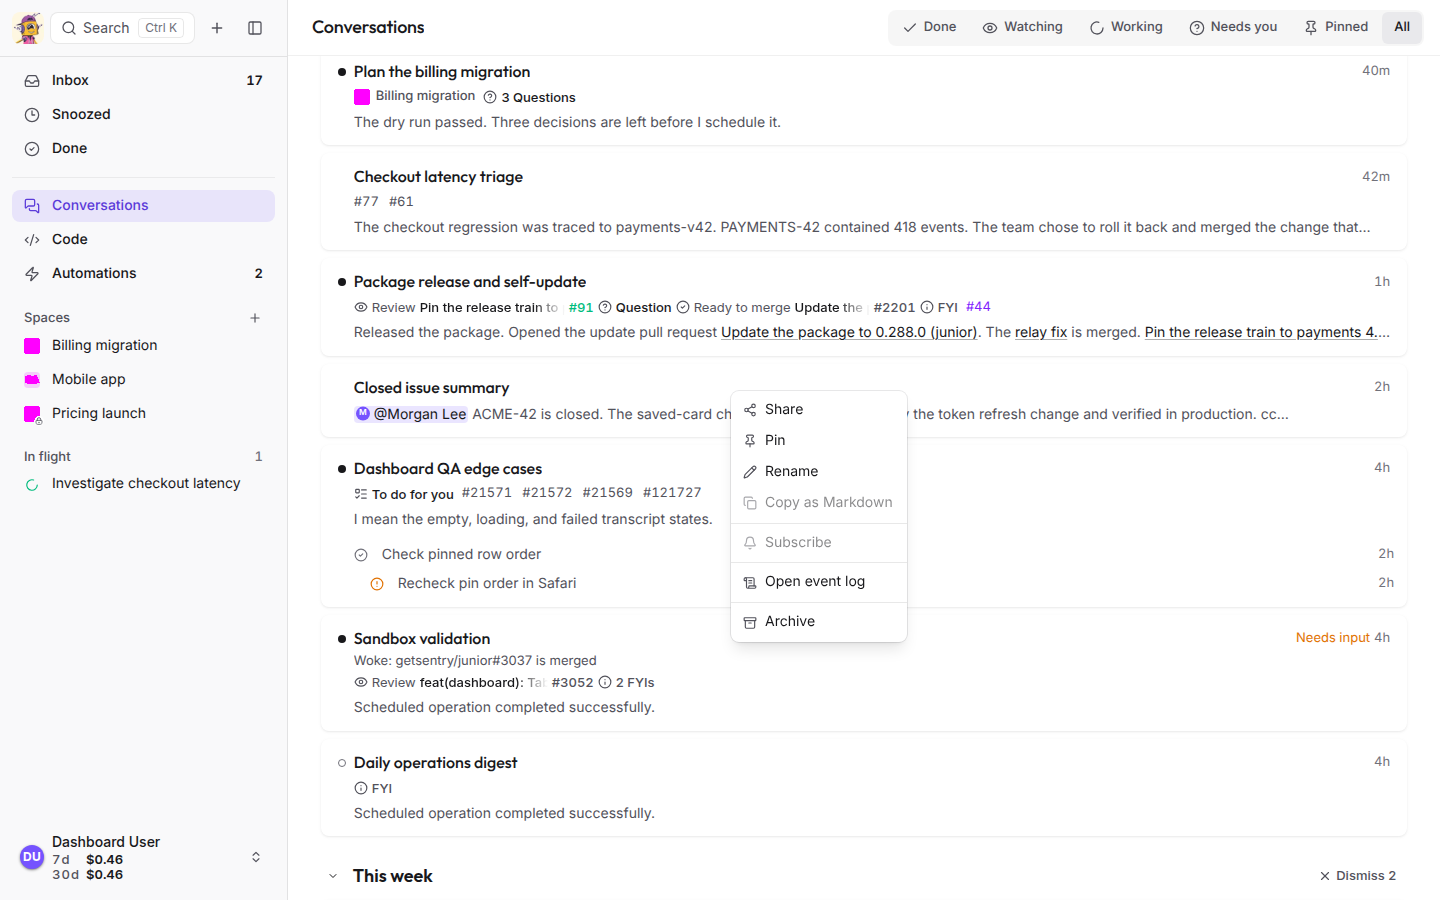 Search Ctrl K
Inbox 17
Snoozed
Done
Conversations
Code
Automations 2
Spaces
Billing migration
Mobile app
Pricing launch
In flight 1
Investigate checkout latency
DU Dashboard User
7d $0.46
30d $0.46
Conversations
Done Watching Working Needs you Pinned All
Plan the billing migration 40m
Billing migration 3 Questions
The dry run passed. Three decisions are left before I schedule it.
Checkout latency triage 42m
#77 #61
The checkout regression was traced to payments-v42. PAYMENTS-42 contained 418 events. The team chose to roll it back and merged the change that...
Package release and self-update 1h
Review Pin the release train to #91 Question Ready to merge Update the #2201 FYI #44
Released the package. Opened the update pull request Update the package to 0.288.0 (junior). The relay fix is merged. Pin the release train to payments 4....
Closed issue summary 2h
M @Morgan Lee ACME-42 is closed. The saved-card ch the token refresh change and verified in production. cc...
Dashboard QA edge cases 4h
To do for you #21571 #21572 #21569 #121727
I mean the empty, loading, and failed transcript states.
Check pinned row order 2h
Recheck pin order in Safari 2h
Sandbox validation Needs input 4h
Woke: getsentry/junior#3037 is merged
Review feat(dashboard): Tal #3052 2 FYIs
Scheduled operation completed successfully.
Daily operations digest 4h
FYI
Scheduled operation completed successfully.
This week Dismiss 2
Share
Pin
Rename
Copy as Markdown
Subscribe
Open event log
Archive